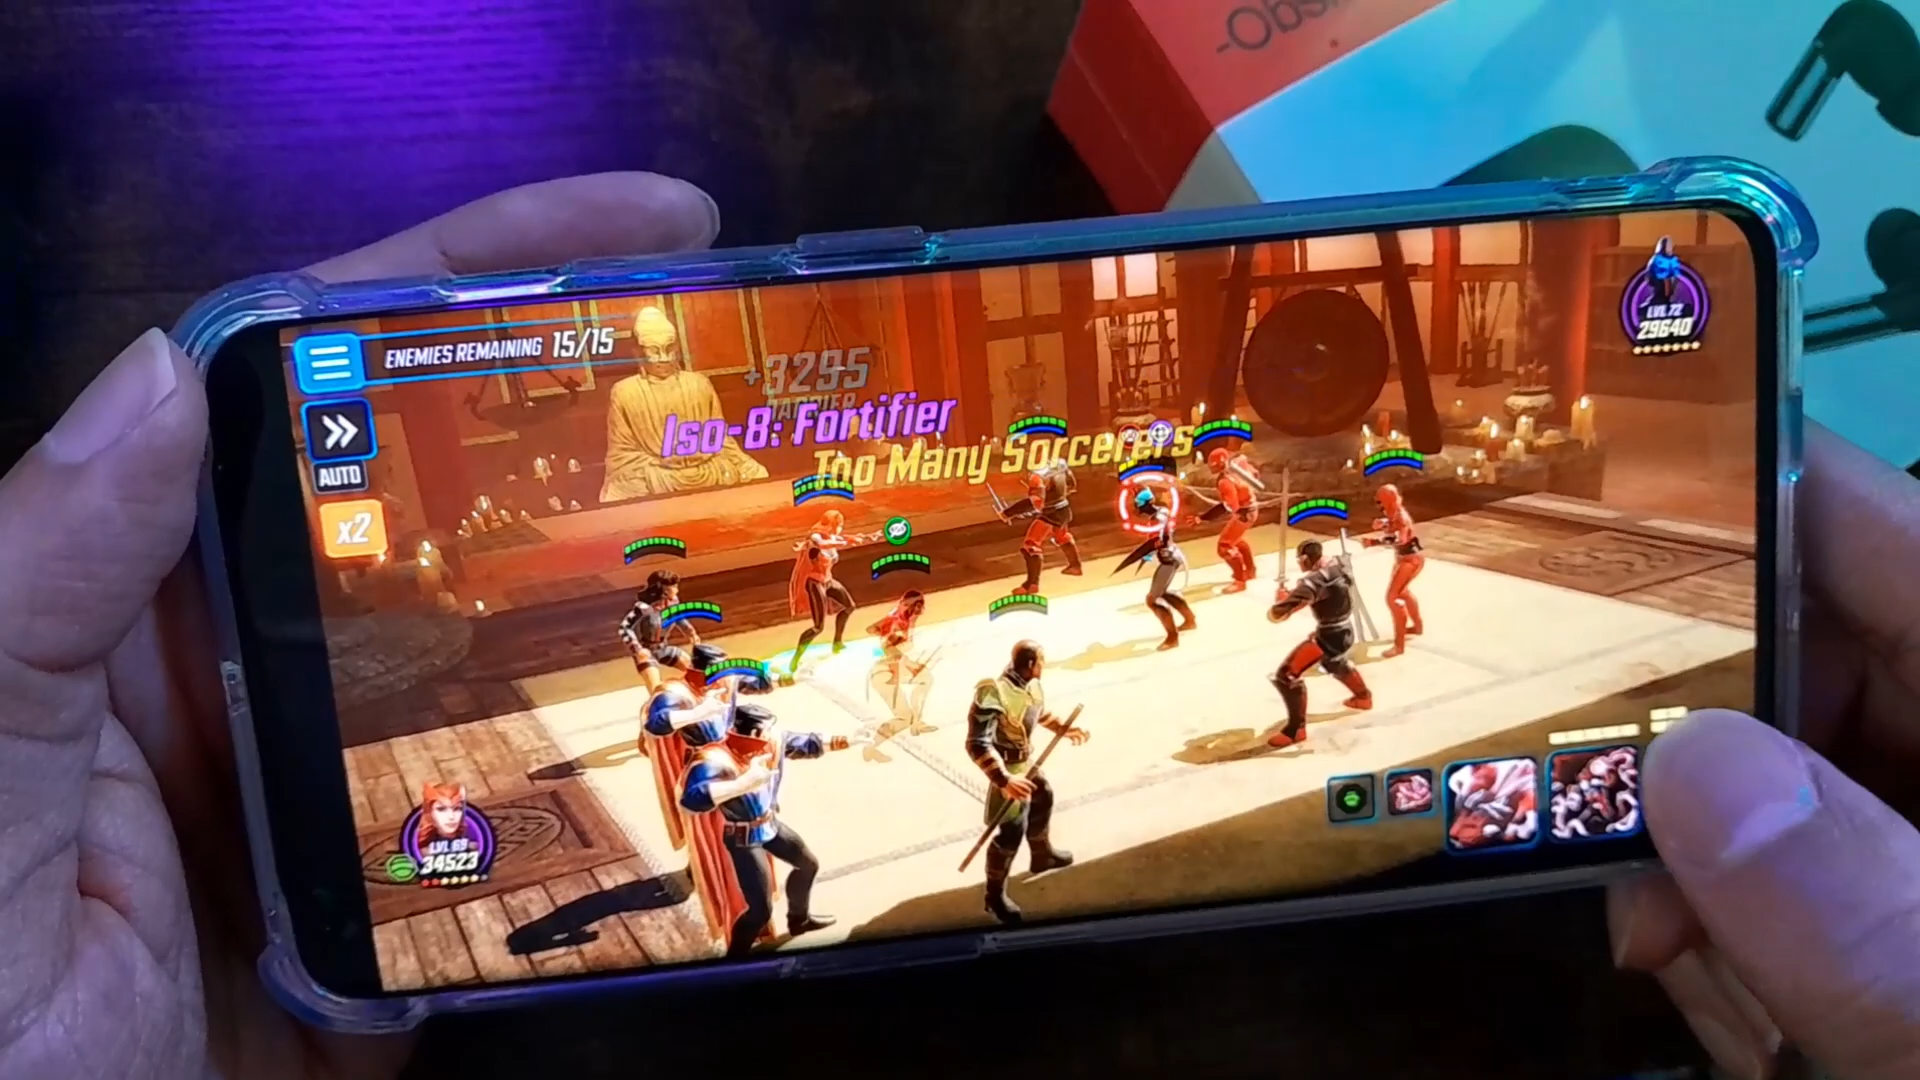 ENEMIES REMAINING 15/15
AUTO
x2
+3295
BARRIER
Iso-8: Fortifier
Too Many Sorcerers
LVL 72
29640
LVL 69
34523